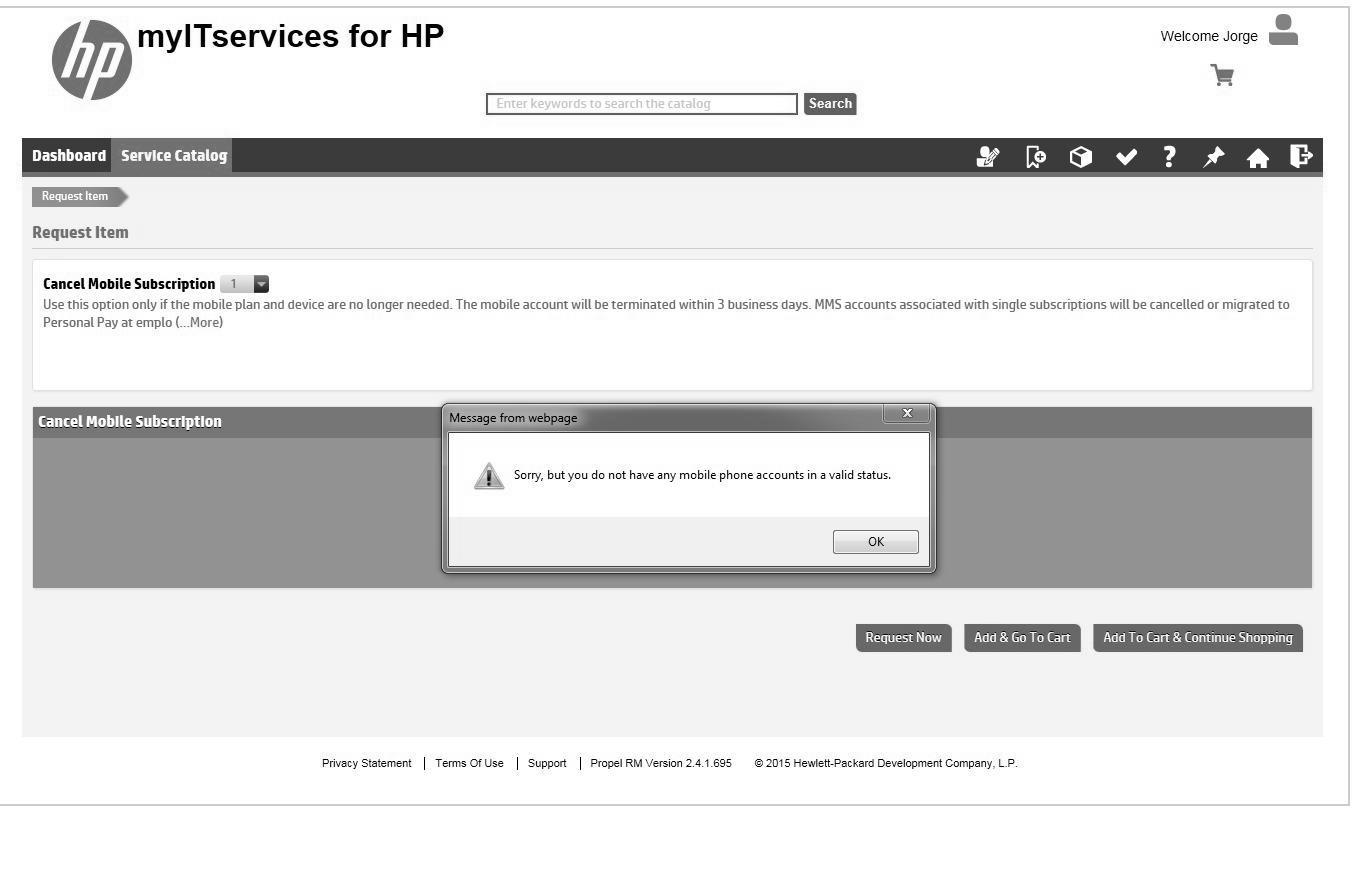 hp
myITservices for HP
Welcome Jorge
Enter keywords to search the catalog
Search
Dashboard
Service Catalog
Request Item
Request Item
Cancel Mobile Subscription 1
Use this option only if the mobile plan and device are no longer needed. The mobile account will be terminated within 3 business days. MMS accounts associated with single subscriptions will be cancelled or migrated to
Personal Pay at emplo (...More)
Cancel Mobile Subscription
Message from webpage
x
Sorry, but you do not have any mobile phone accounts in a valid status.
OK
Request Now
Add & Go To Cart
Add To Cart & Continue Shopping
Privacy Statement | Terms Of Use | Support | Propel RM Version 2.4.1.695 © 2015 Hewlett-Packard Development Company, L.P.